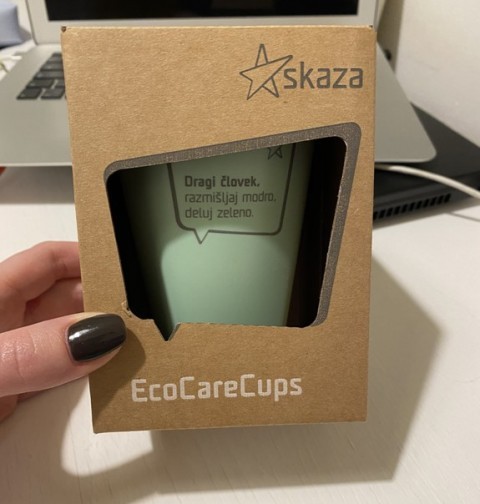 skaza
Dragi človek,
razmišljaj modro,
deluj zeleno.
EcoCareCups